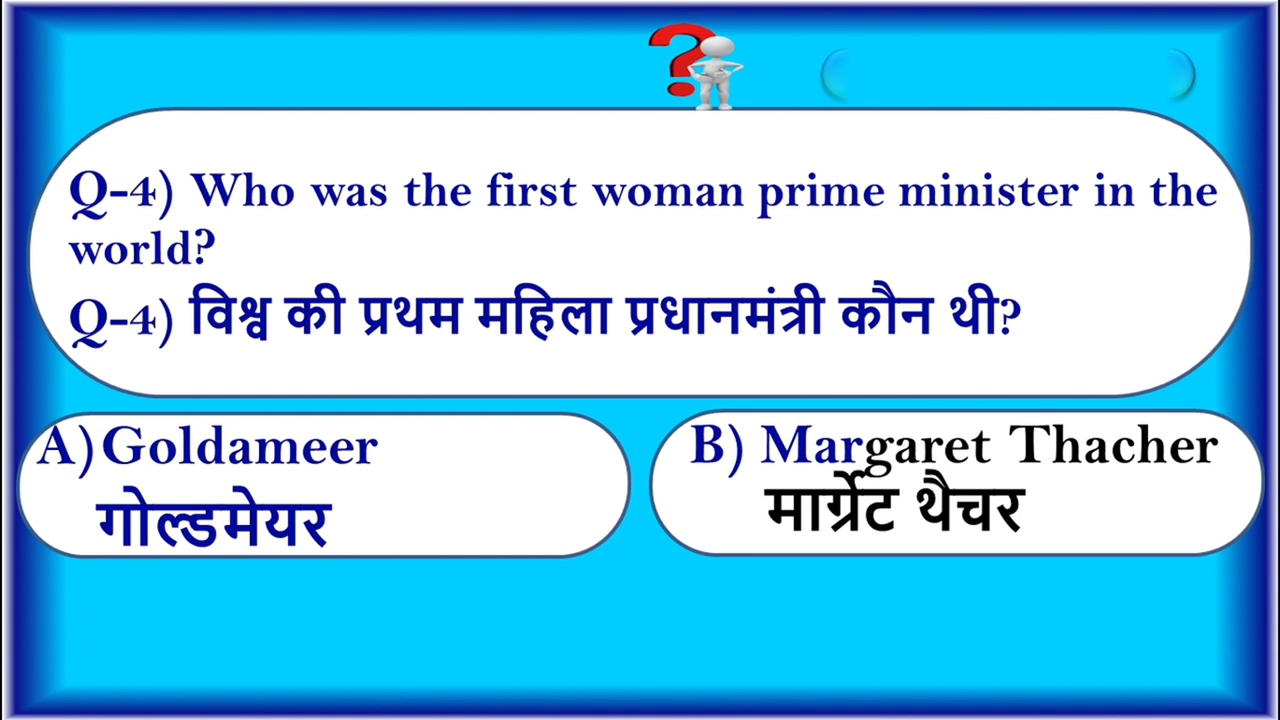 Q-4) Who was the first woman prime minister in the
world?
Q-4) विश्व की प्रथम महिला प्रधानमंत्री कौन थी?
A) Goldameer
गोल्डमेयर
B) Margaret Thacher
मार्ग्रेट थैचर